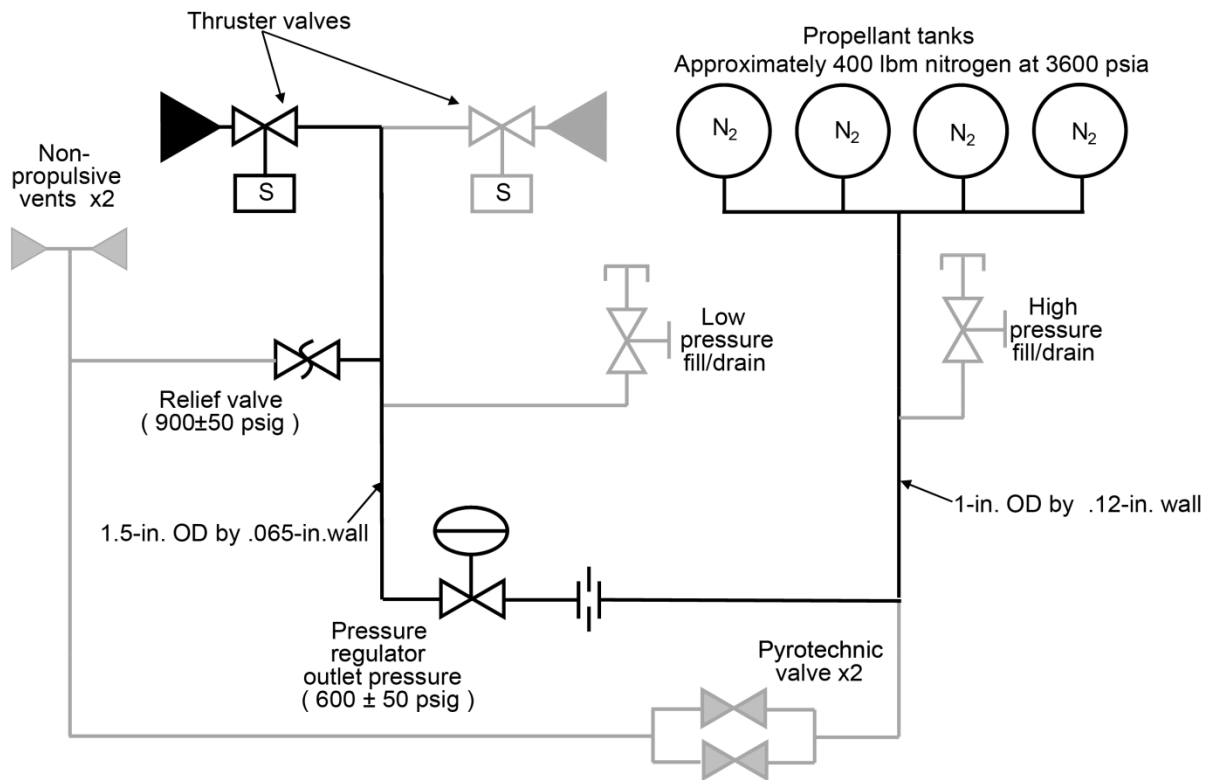 Thruster valves
Propellant tanks
Approximately 400 lbm nitrogen at 3600 psia
N2
N2
N2
N2
Non-
propulsive
vents x2
S
S
Low
pressure
fill/drain
High
pressure
fill/drain
Relief valve
( 900±50 psig )
1.5-in. OD by .065-in.wall
1-in. OD by .12-in. wall
Pressure
regulator
outlet pressure
( 600 ± 50 psig )
Pyrotechnic
valve x2